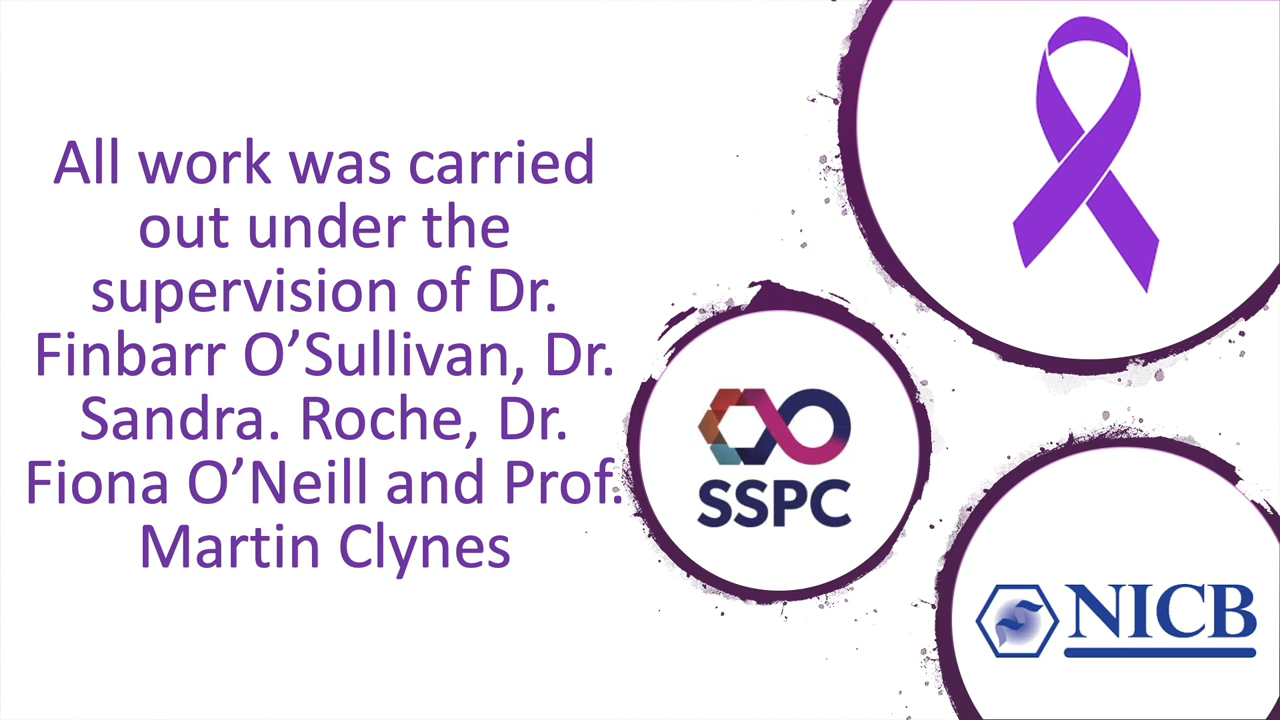 All work was carried
out under the
supervision of Dr.
Finbarr O’Sullivan, Dr.
Sandra. Roche, Dr.
Fiona O’Neill and Prof.
Martin Clynes
SSPC
NICB